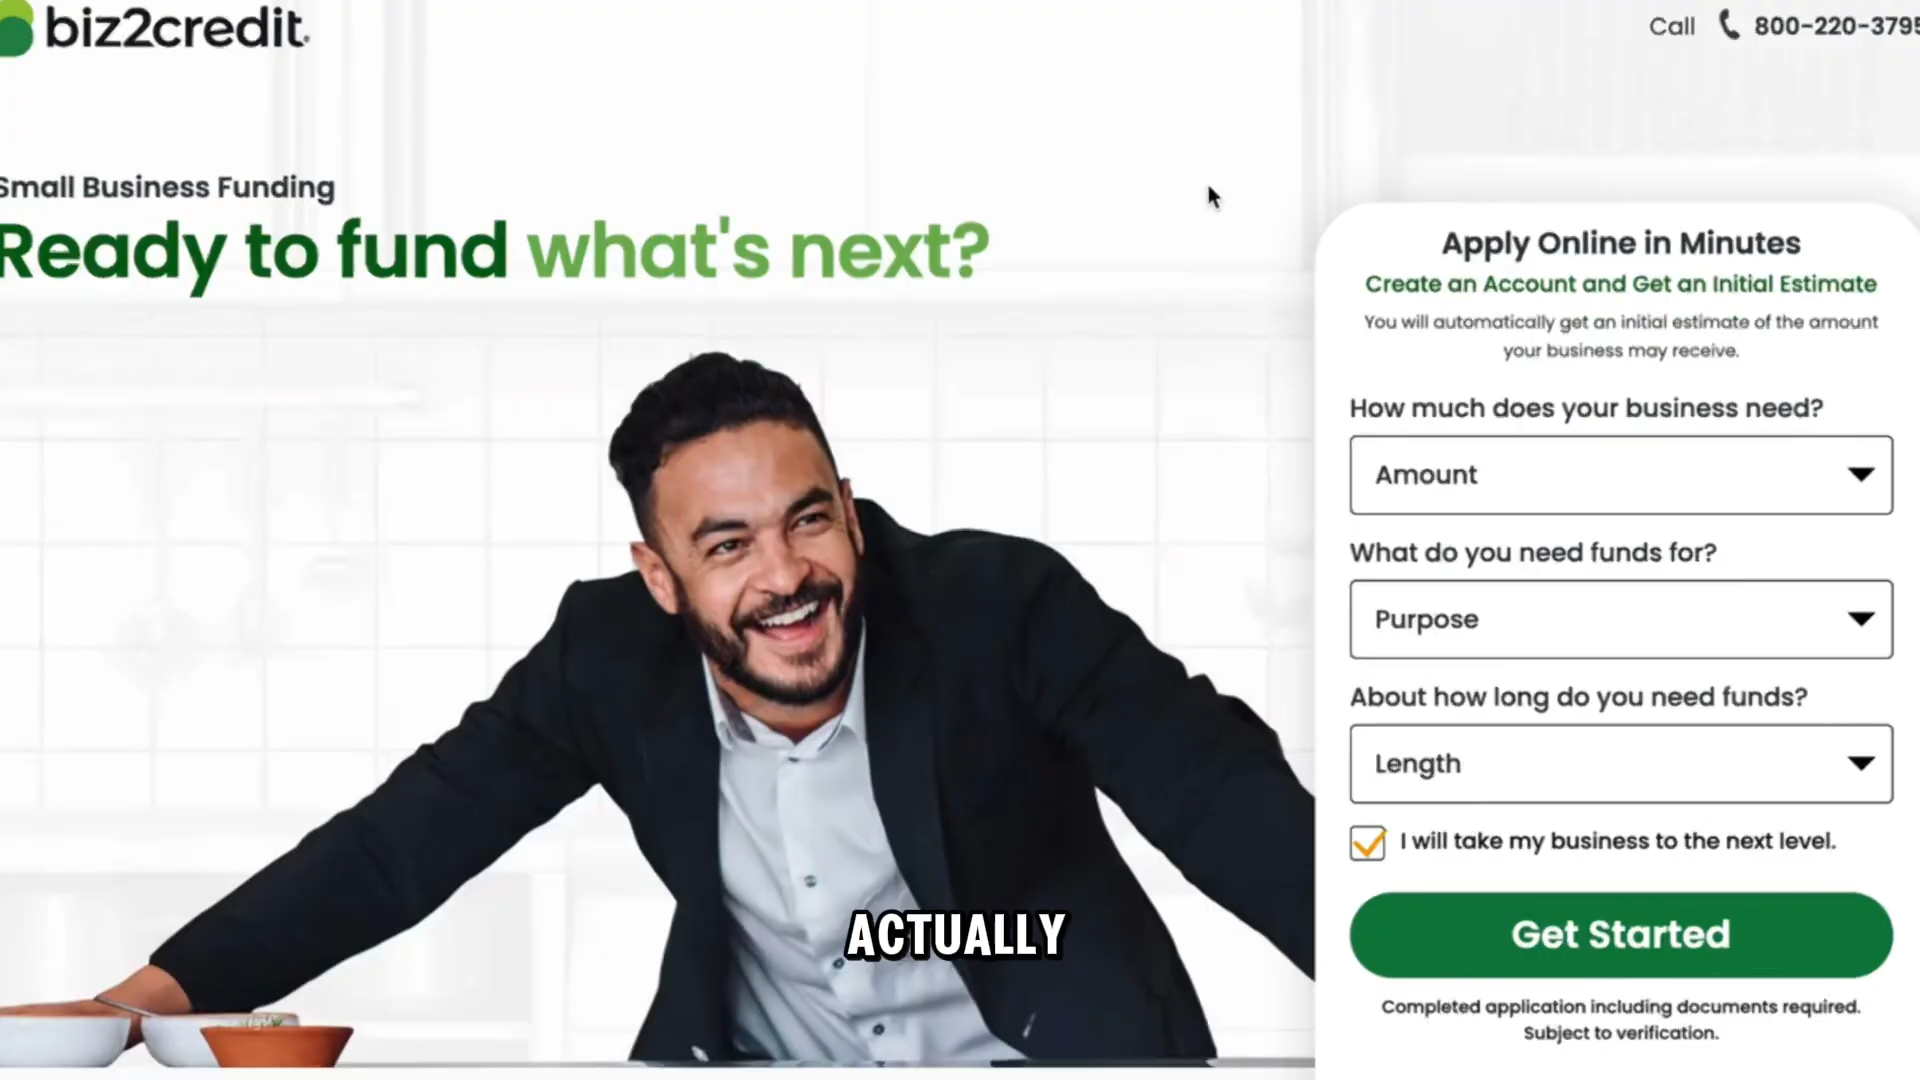 biz2credit.
Call 800-220-3795
Small Business Funding
Ready to fund what's next?
Apply Online in Minutes
Create an Account and Get an Initial Estimate
You will automatically get an initial estimate of the amount
your business may receive.
How much does your business need?
Amount
What do you need funds for?
Purpose
About how long do you need funds?
Length
I will take my business to the next level.
ACTUALLY
Get Started
Completed application including documents required.
Subject to verification.